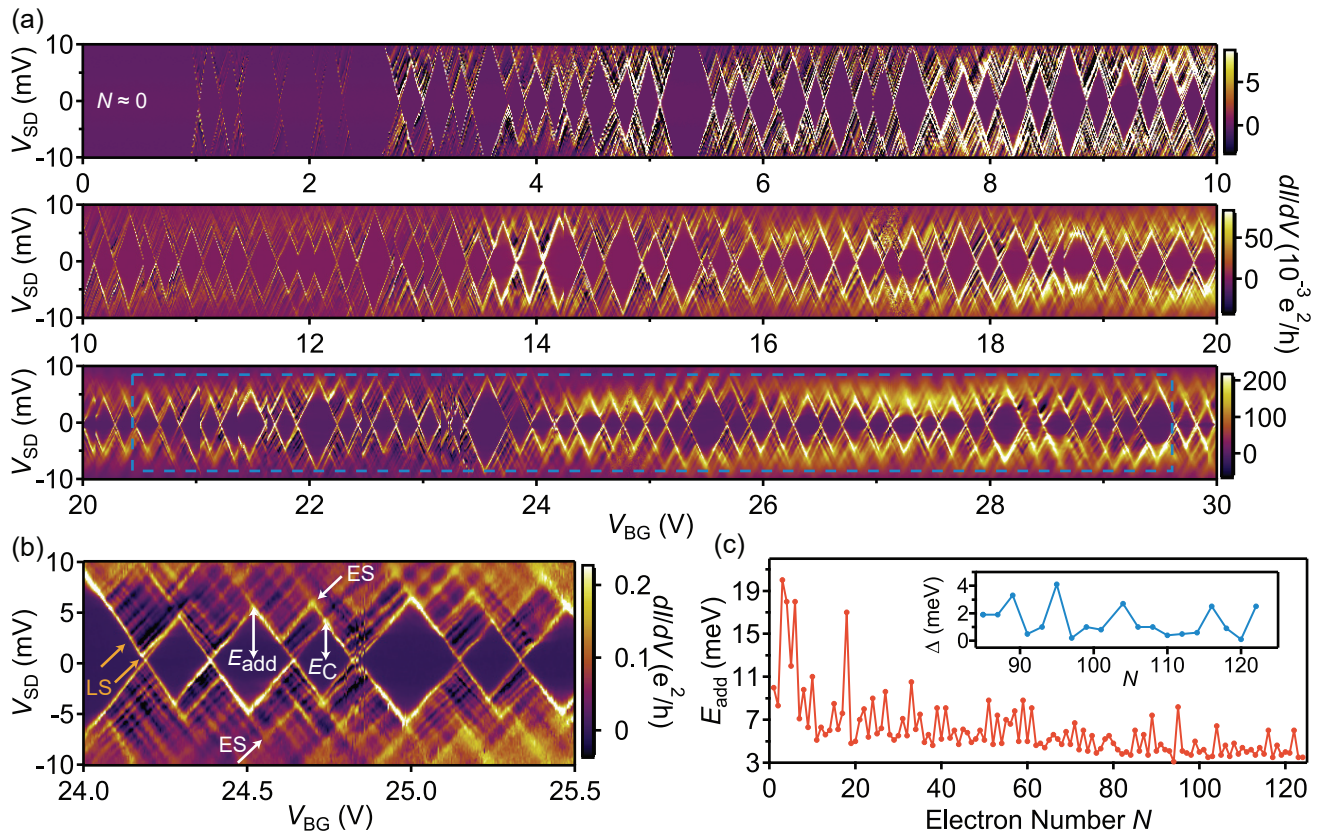 (a)
V_SD (mV)
10
0
-10
N ≈ 0
0 2 4 6 8 10
5
0
V_SD (mV)
10
0
-10
10 12 14 16 18 20
50
0
dI/dV (10⁻³ e²/h)
V_SD (mV)
10
0
-10
20 22 24 26 28 30
200
100
0
V_BG (V)
(b)
V_SD (mV)
10
5
0
-5
-10
LS
E_add
E_C
ES
ES
24.0 24.5 25.0 25.5
V_BG (V)
0.2
0.1
0
dI/dV (e²/h)
(c)
E_add (meV)
19
15
11
7
3
0 20 40 60 80 100 120
Electron Number N
Δ (meV)
4
2
0
90 100 110 120
N